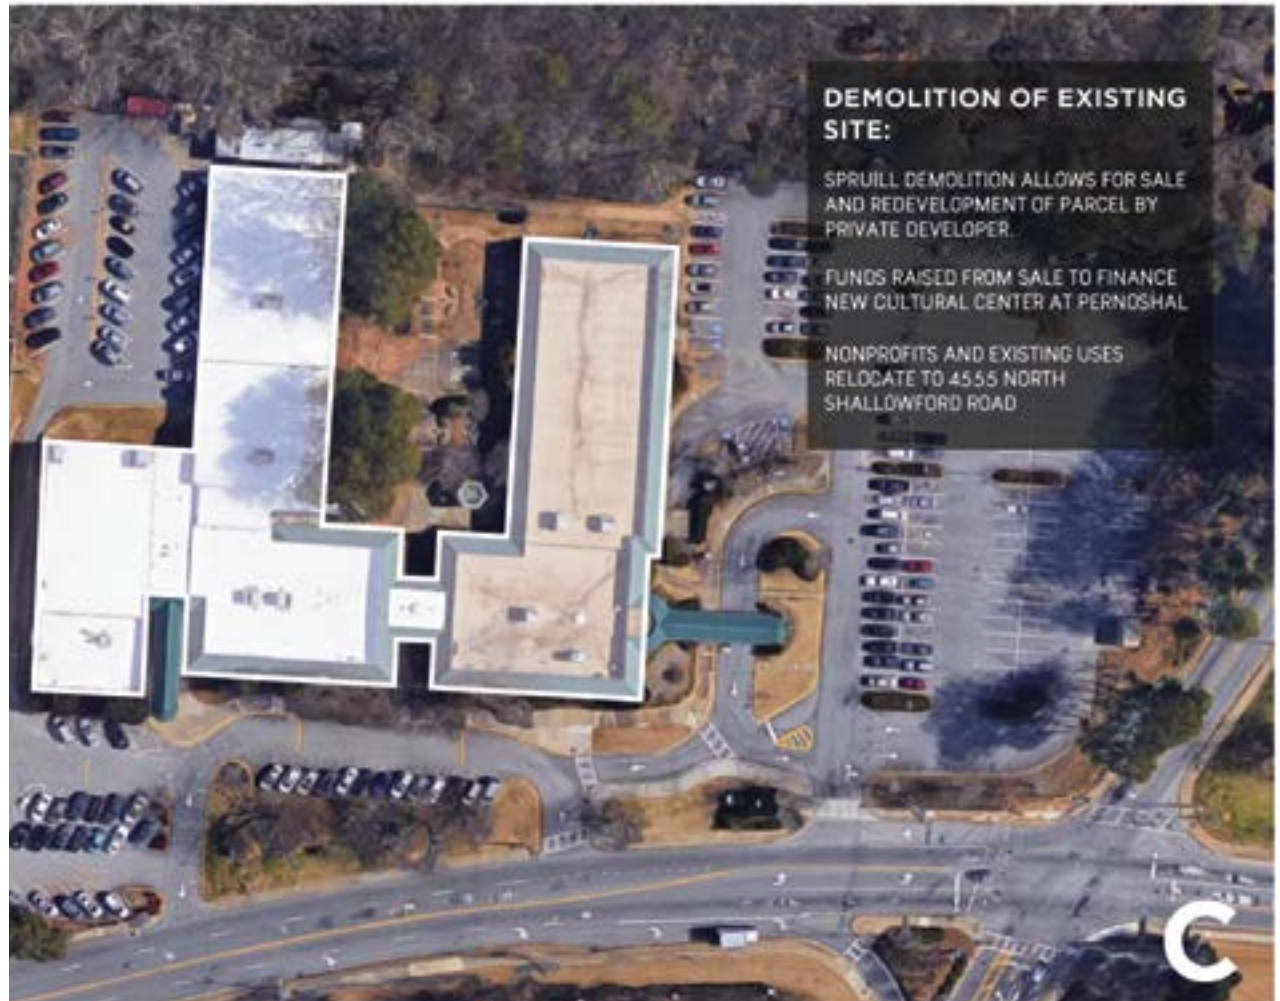 DEMOLITION OF EXISTING
SITE:
SPRUILL DEMOLITION ALLOWS FOR SALE
AND REDEVELOPMENT OF PARCEL BY
PRIVATE DEVELOPER.
FUNDS RAISED FROM SALE TO FINANCE
NEW CULTURAL CENTER AT PERNOSHAL
NONPROFITS AND EXISTING USES
RELOCATE TO 4555 NORTH
SHALLOWFORD ROAD
C